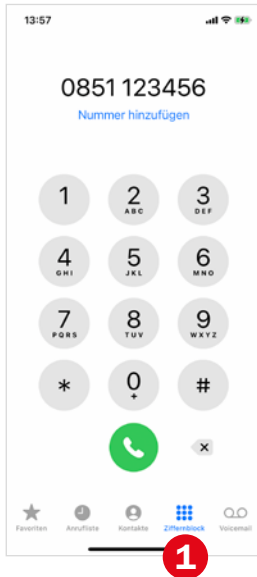 13:57
0851 123456
Nummer hinzufügen
1 2 3
ABC DEF
4 5 6
GHI JKL MNO
7 8 9
PQRS TUV WXYZ
* 0 #
+
Favoriten Anrufliste Kontakte Ziffernblock Voicemail
1